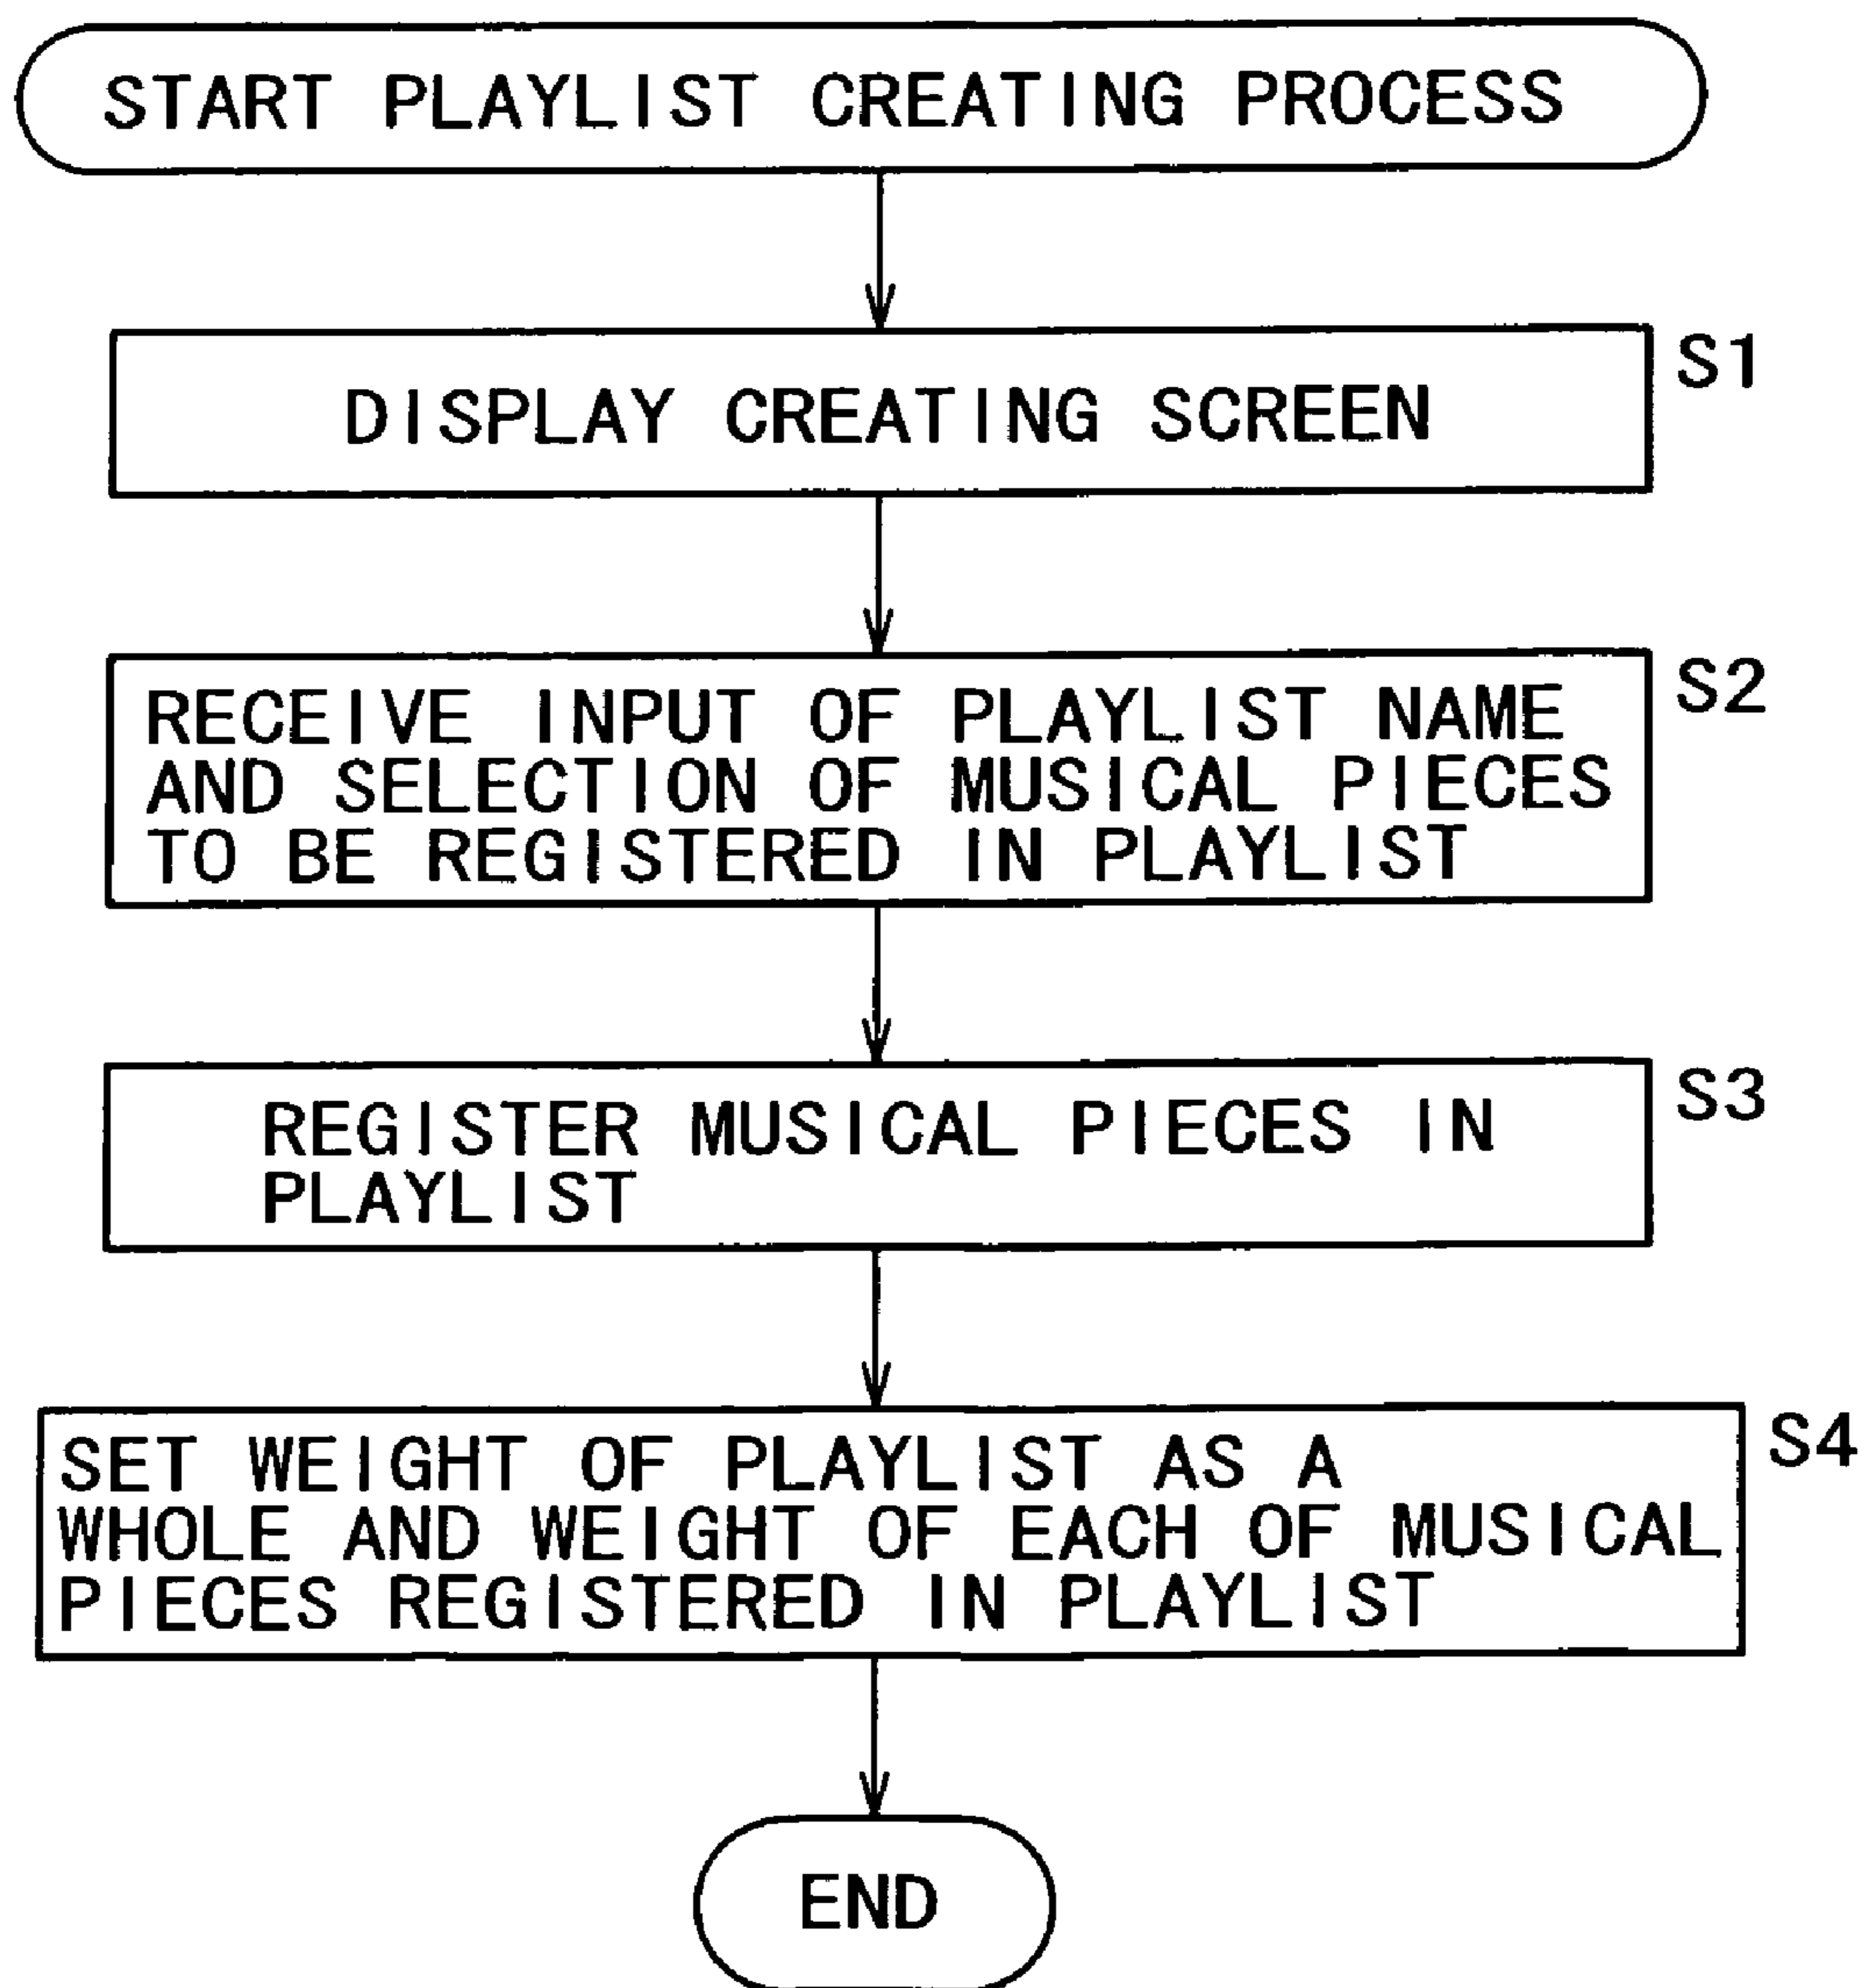 START PLAYLIST CREATING PROCESS
DISPLAY CREATING SCREEN
S1
RECEIVE INPUT OF PLAYLIST NAME
AND SELECTION OF MUSICAL PIECES
TO BE REGISTERED IN PLAYLIST
S2
REGISTER MUSICAL PIECES IN
PLAYLIST
S3
SET WEIGHT OF PLAYLIST AS A
WHOLE AND WEIGHT OF EACH OF MUSICAL
PIECES REGISTERED IN PLAYLIST
S4
END